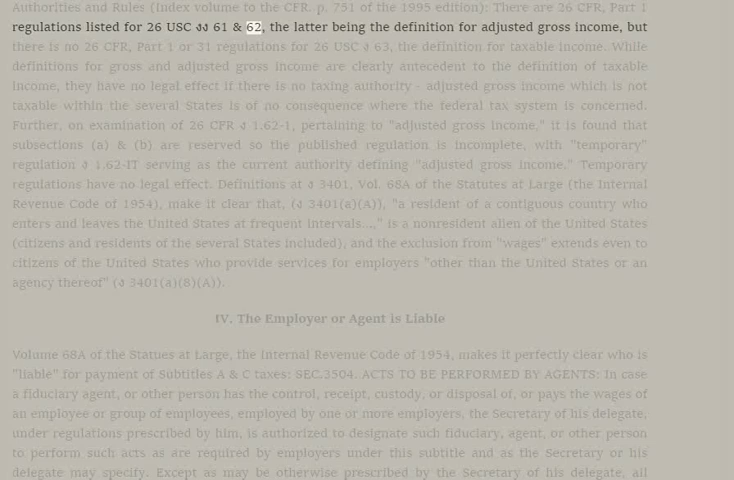 Authorities and Rules (Index volume to the CFR. p. 751 of the 1995 edition): There are 26 CFR, Part 1
regulations listed for 26 USC §§ 61 & 62, the latter being the definition for adjusted gross income, but
there is no 26 CFR, Part 1 or 31 regulations for 26 USC § 63, the definition for taxable income. While
definitions for gross and adjusted gross income are clearly antecedent to the definition of taxable
income, they have no legal effect if there is no taxing authority - adjusted gross income which is not
taxable within the several States is of no consequence where the federal tax system is concerned.
Further, on examination of 26 CFR § 1.62-1, pertaining to "adjusted gross income," it is found that
subsections (a) & (b) are reserved so the published regulation is incomplete, with "temporary"
regulation § 1.62-IT serving as the current authority defining "adjusted gross income." Temporary
regulations have no legal effect. Definitions at § 3401, Vol. 68A of the Statutes at Large (the Internal
Revenue Code of 1954), make it clear that, (§ 3401(a)(A)), "a resident of a contiguous country who
enters and leaves the United States at frequent intervals..," is a nonresident alien of the United States
(citizens and residents of the several States included), and the exclusion from "wages" extends even to
citizens of the United States who provide services for employers "other than the United States or an
agency thereof" (§ 3401(a)(8)(A)).
IV. The Employer or Agent is Liable
Volume 68A of the Statues at Large, the Internal Revenue Code of 1954, makes it perfectly clear who is
"liable" for payment of Subtitles A & C taxes: SEC.3504. ACTS TO BE PERFORMED BY AGENTS: In case
a fiduciary agent, or other person has the control, receipt, custody, or disposal of, or pays the wages of
an employee or group of employees, employed by one or more employers, the Secretary of his delegate,
under regulations prescribed by him, is authorized to designate such fiduciary, agent, or other person
to perform such acts as are required by employers under this subtitle and as the Secretary or his
delegate may specify. Except as may be otherwise prescribed by the Secretary of his delegate, all